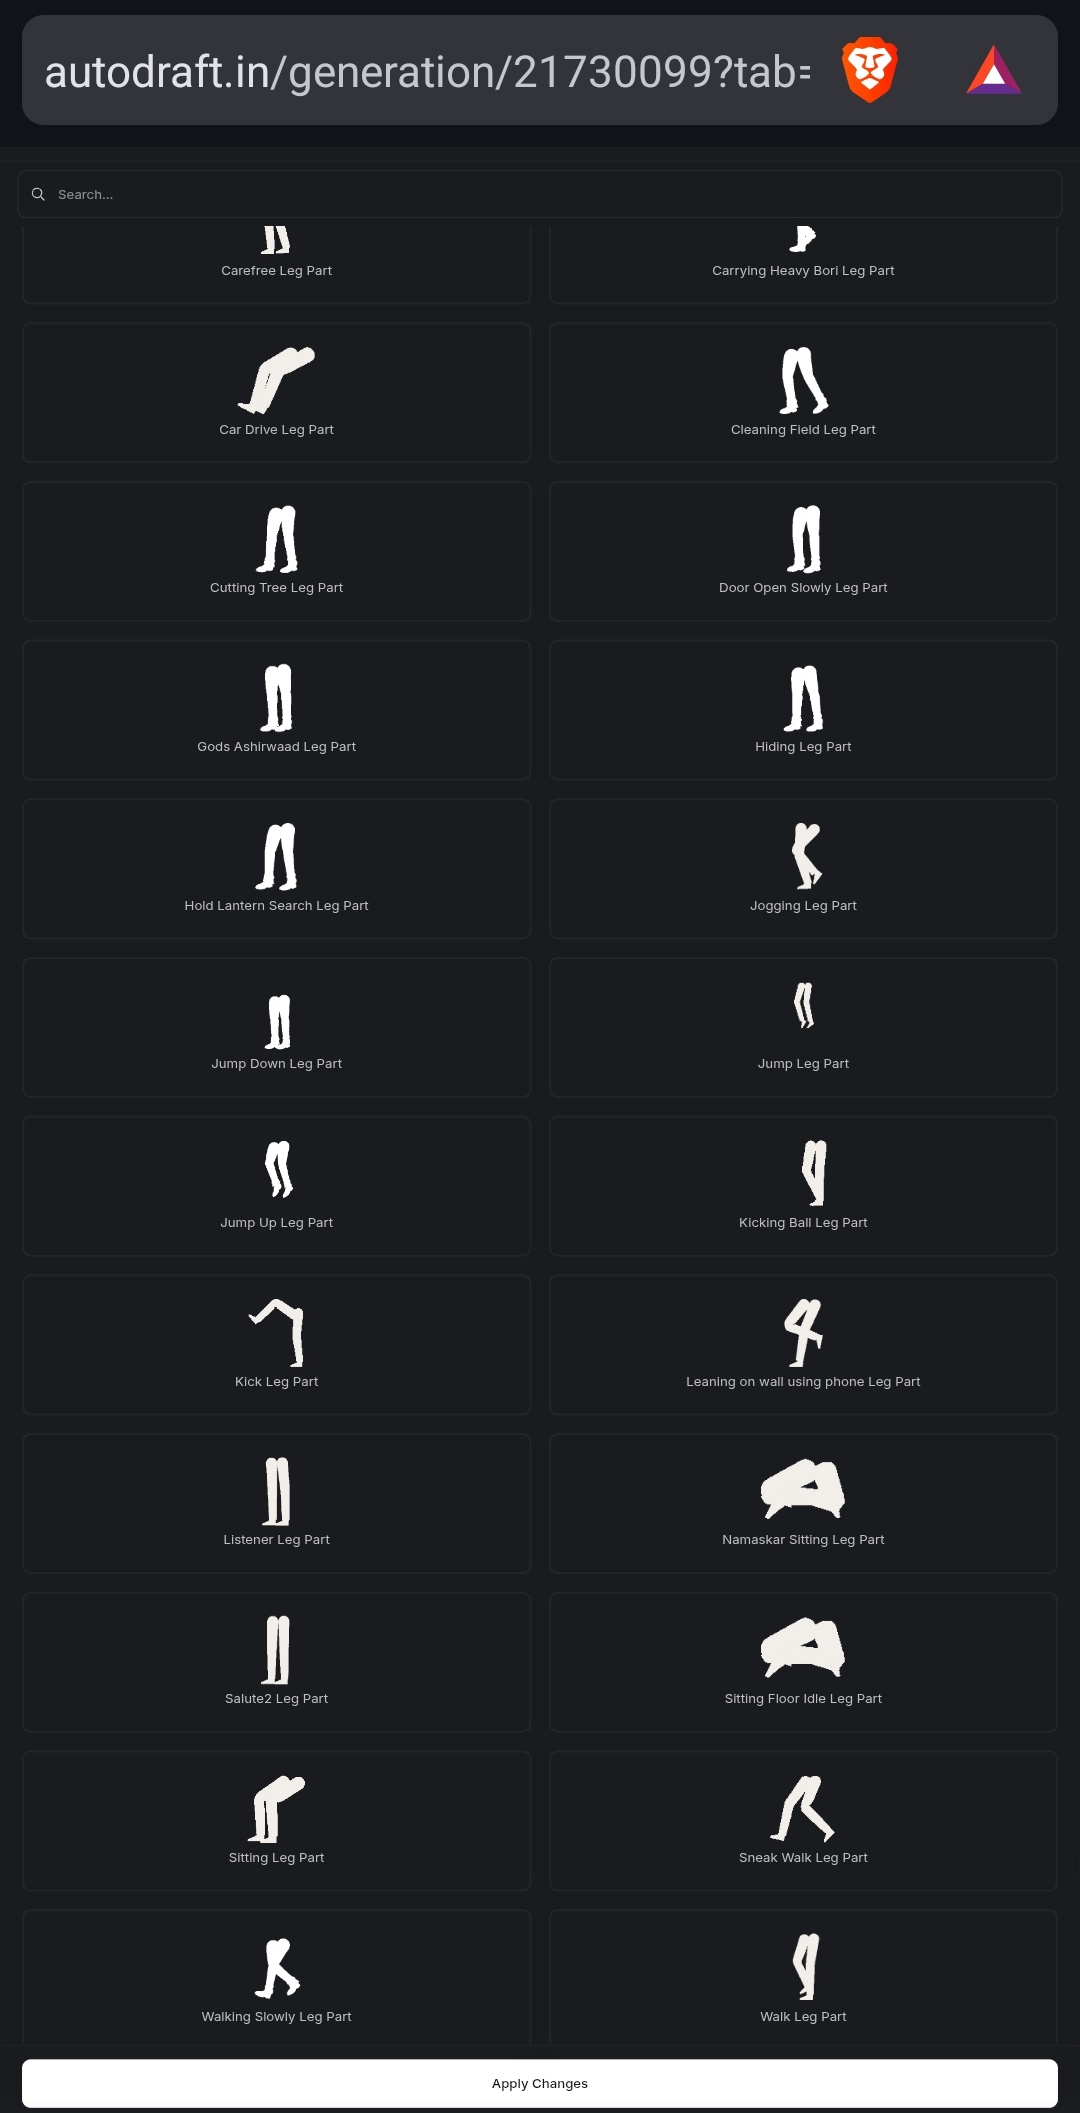 autodraft.in/generation/21730099?tab=
Search...
Carefree Leg Part
Carrying Heavy Bori Leg Part
Car Drive Leg Part
Cleaning Field Leg Part
Cutting Tree Leg Part
Door Open Slowly Leg Part
Gods Ashirwaad Leg Part
Hiding Leg Part
Hold Lantern Search Leg Part
Jogging Leg Part
Jump Down Leg Part
Jump Leg Part
Jump Up Leg Part
Kicking Ball Leg Part
Kick Leg Part
Leaning on wall using phone Leg Part
Listener Leg Part
Namaskar Sitting Leg Part
Salute2 Leg Part
Sitting Floor Idle Leg Part
Sitting Leg Part
Sneak Walk Leg Part
Walking Slowly Leg Part
Walk Leg Part
Apply Changes